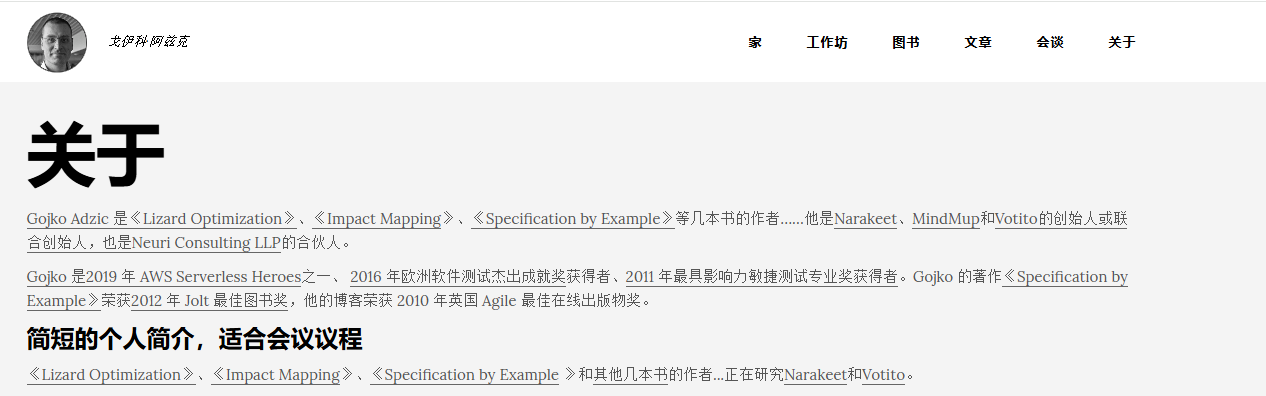 戈伊科·阿兹克
家 工作坊 图书 文章 会谈 关于
关于
Gojko Adzic 是《Lizard Optimization》、《Impact Mapping》、《Specification by Example》等几本书的作者……他是Narakeet、MindMup和Votito的创始人或联
合创始人，也是Neuri Consulting LLP的合伙人。
Gojko 是2019 年 AWS Serverless Heroes之一、 2016 年欧洲软件测试杰出成就奖获得者、2011 年最具影响力敏捷测试专业奖获得者。Gojko 的著作《Specification by
Example》荣获2012 年 Jolt 最佳图书奖，他的博客荣获 2010 年英国 Agile 最佳在线出版物奖。
简短的个人简介，适合会议议程
《Lizard Optimization》、《Impact Mapping》、《Specification by Example 》和其他几本书的作者...正在研究Narakeet和Votito。